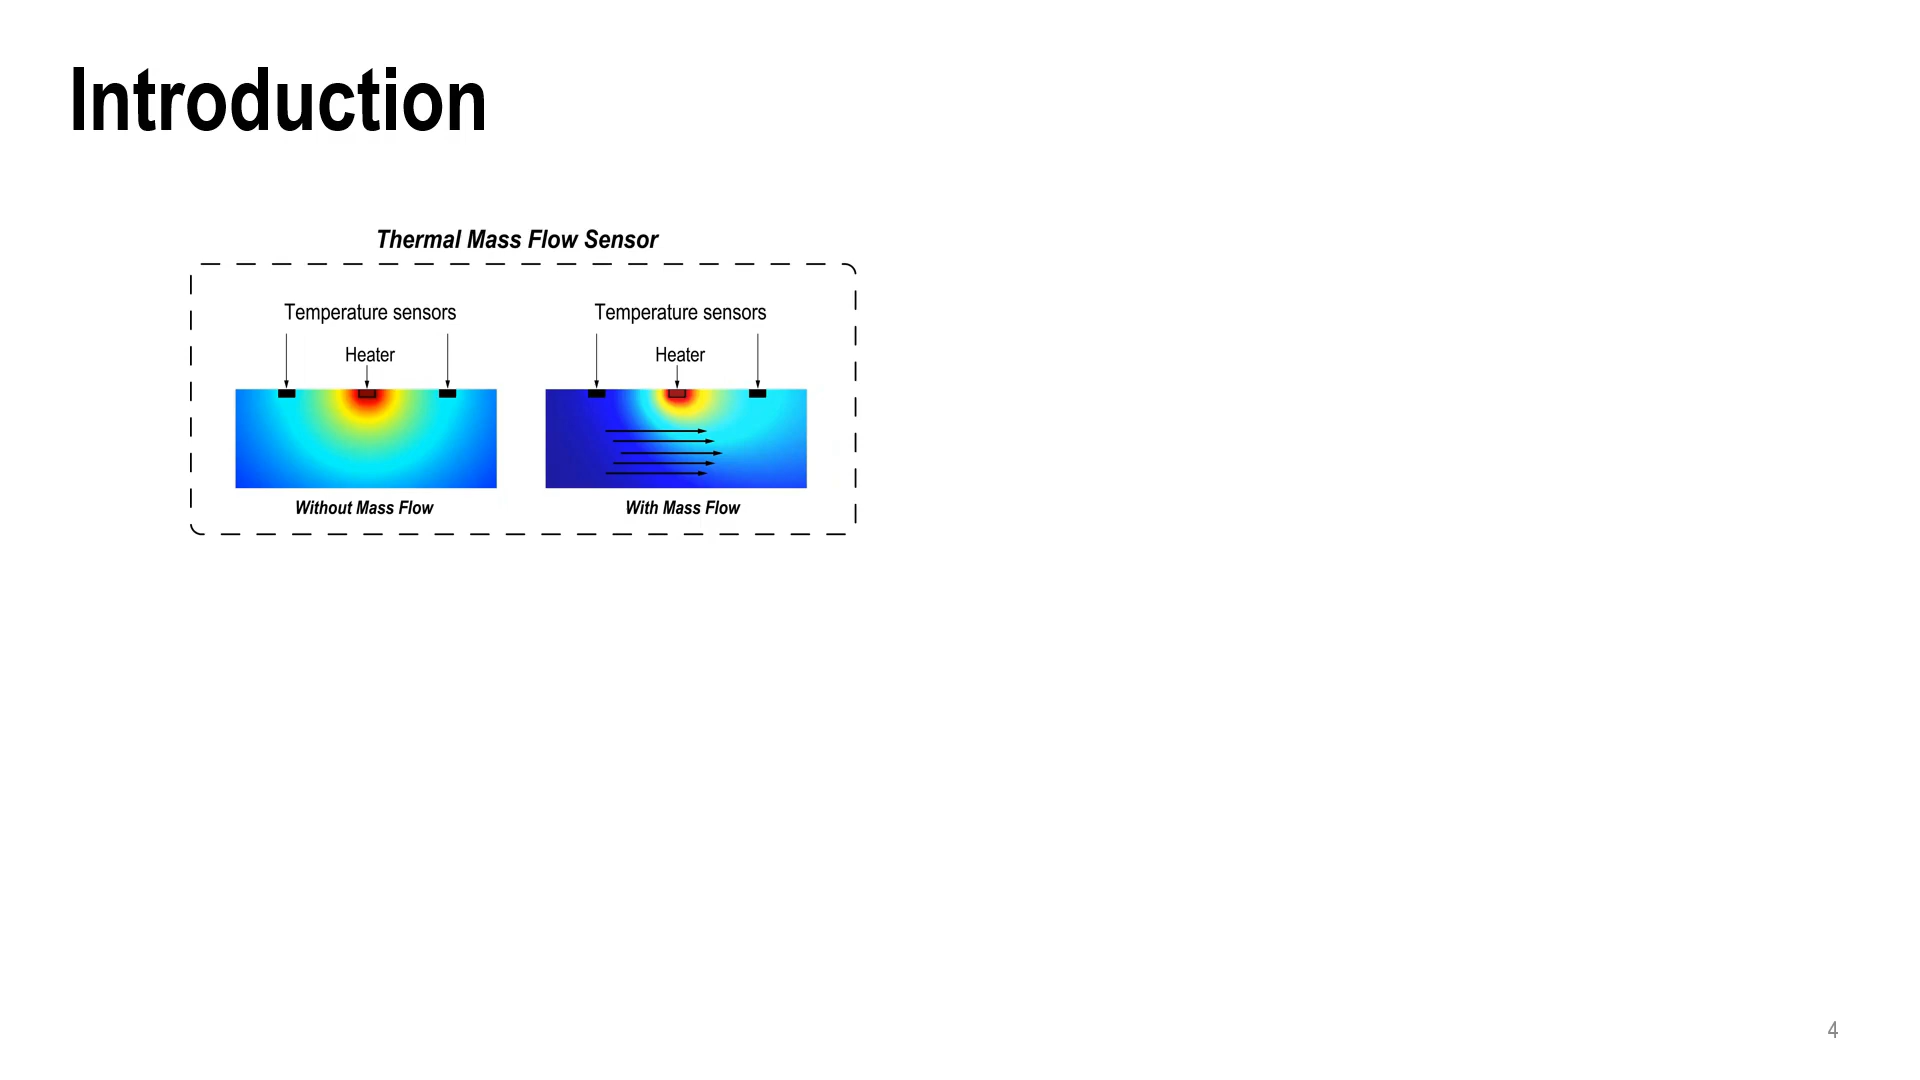 Introduction
Thermal Mass Flow Sensor
Temperature sensors
Heater
Without Mass Flow
Temperature sensors
Heater
With Mass Flow
4